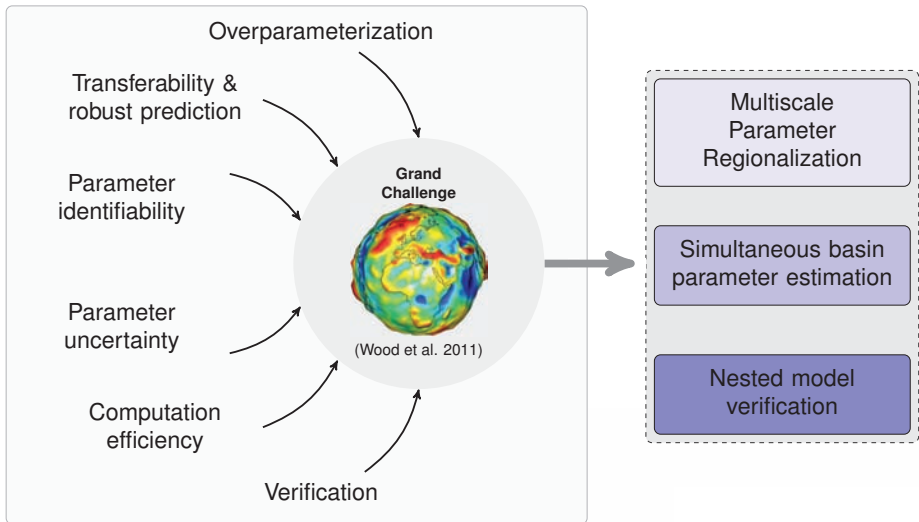 Overparameterization
Transferability &
robust prediction
Parameter
identifiability
Parameter
uncertainty
Computation
efficiency
Verification
Grand
Challenge
(Wood et al. 2011)
Multiscale
Parameter
Regionalization
Simultaneous basin
parameter estimation
Nested model
verification